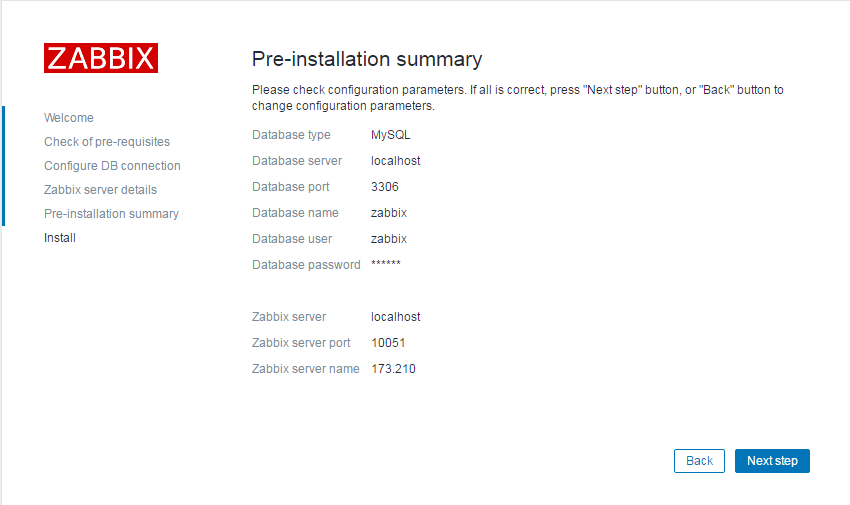 ZABBIX
Welcome
Check of pre-requisites
Configure DB connection
Zabbix server details
Pre-installation summary
Install
Pre-installation summary
Please check configuration parameters. If all is correct, press "Next step" button, or "Back" button to
change configuration parameters.
Database type MySQL
Database server localhost
Database port 3306
Database name zabbix
Database user zabbix
Database password ******
Zabbix server localhost
Zabbix server port 10051
Zabbix server name 173.210
Back Next step